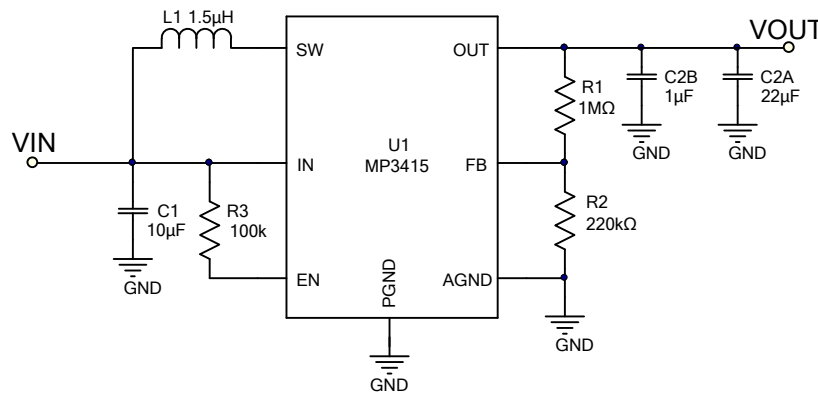 L1 1.5µH
SW
OUT
VOUT
R1
1MΩ
C2B
1µF
C2A
22µF
GND
GND
VIN
IN
U1
MP3415
FB
C1
10µF
R3
100k
R2
220kΩ
GND
EN
PGND
AGND
GND
GND